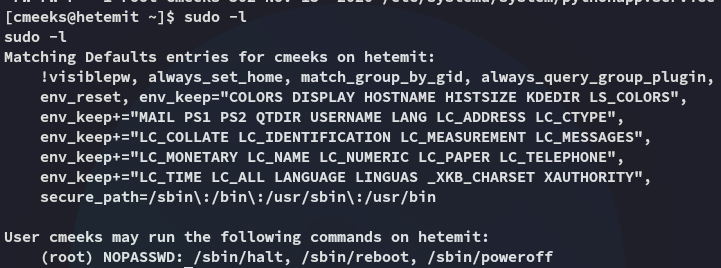 [cmeeks@hetemit ~]$ sudo -l
sudo -l
Matching Defaults entries for cmeeks on hetemit:
    !visiblepw, always_set_home, match_group_by_gid, always_query_group_plugin,
    env_reset, env_keep="COLORS DISPLAY HOSTNAME HISTSIZE KDEDIR LS_COLORS",
    env_keep+="MAIL PS1 PS2 QTDIR USERNAME LANG LC_ADDRESS LC_CTYPE",
    env_keep+="LC_COLLATE LC_IDENTIFICATION LC_MEASUREMENT LC_MESSAGES",
    env_keep+="LC_MONETARY LC_NAME LC_NUMERIC LC_PAPER LC_TELEPHONE",
    env_keep+="LC_TIME LC_ALL LANGUAGE LINGUAS _XKB_CHARSET XAUTHORITY",
    secure_path=/sbin\:/bin\:/usr/sbin\:/usr/bin

User cmeeks may run the following commands on hetemit:
    (root) NOPASSWD: /sbin/halt, /sbin/reboot, /sbin/poweroff